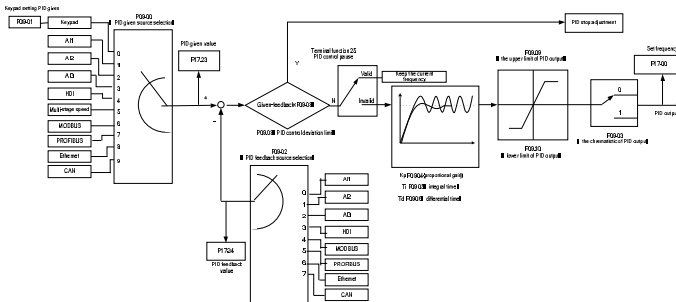 Keypad setting PID given
P09.01
Keypad
AI1
AI2
AI3
HDI
Multi-stage speed
MODBUS
PROFIBUS
Ethernet
CAN
P09.00
PID given source selection
0
1
2
3
4
5
6
7
8
9
PID given value
P17.23
+
-
P17.24
PID feedback
value
P09.02
PID feedback source selection
0
1
2
3
4
5
6
7
AI1
AI2
AI3
HDI
MODBUS
PROFIBUS
Ethernet
CAN
Y
N
PID stop adjustment
Terminal function 25
PID control pause
Valid
Invalid
Keep the current
frequency
PID control deviation limit
Kp P09.04 (proportional gain)
Ti P09.05 integral time
Td P09.06 differential time
P09.09
the upper limit of PID output
P09.10
lower limit of PID output
0
1
P09.03
the characteristics of PID output
Set frequency
P17.00
PID output